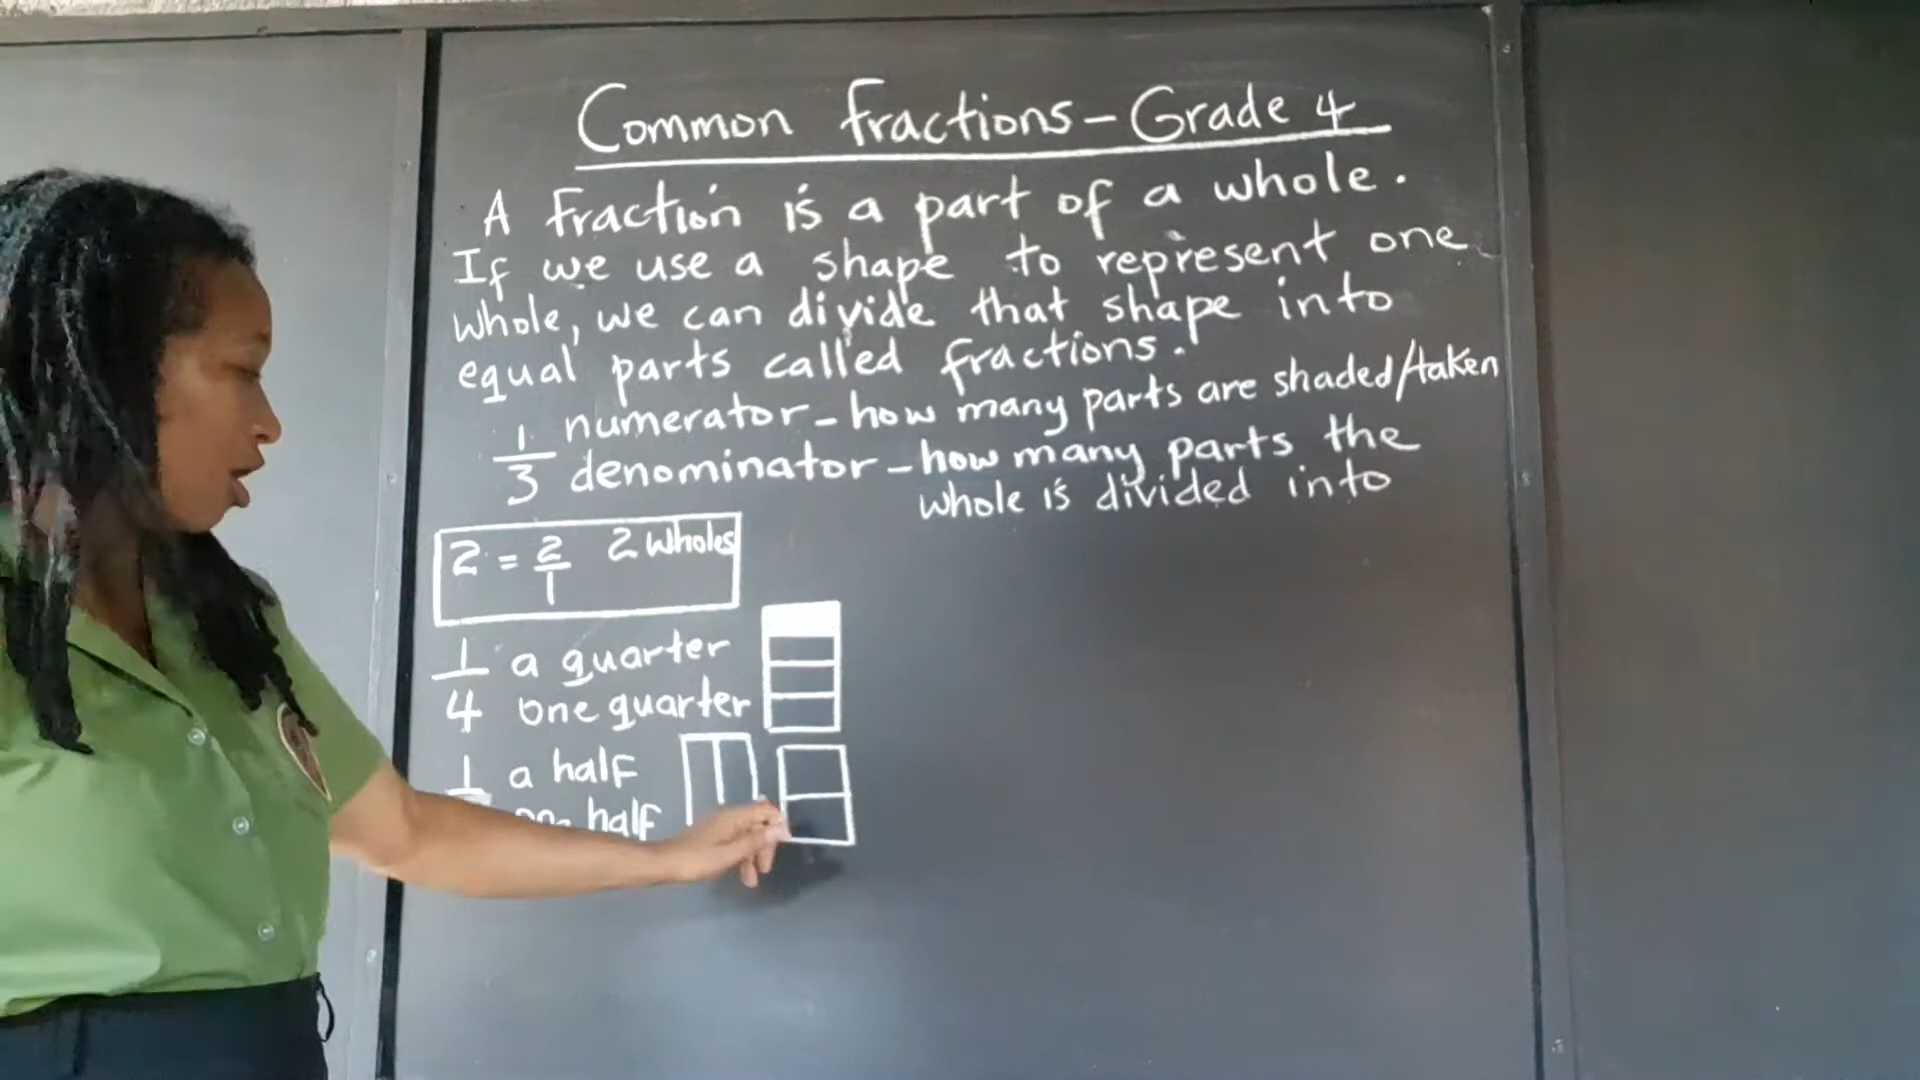 Common fractions - Grade 4
A fraction is a part of a whole.
If we use a shape to represent one
whole, we can divide that shape into
equal parts called fractions.
1/3 numerator - how many parts are shaded/taken
denominator - how many parts the
whole is divided into
2 = 2/1 2 wholes
1/4 a quarter
one quarter
1 a half
half